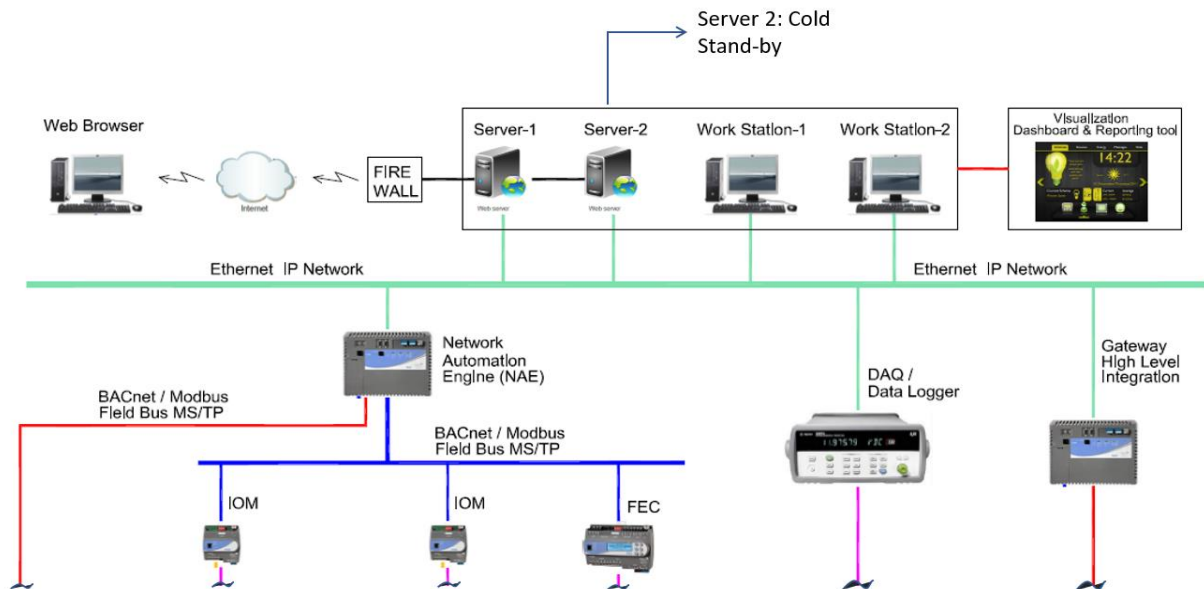 Server 2: Cold
Stand-by
Web Browser
Internet
FIRE
WALL
Server-1
Web server
Server-2
Web server
Work Station-1
Work Station-2
Visualization
Dashboard & Reporting tool
14:22
Ethernet IP Network
Ethernet IP Network
Network
Automation
Engine (NAE)
BACnet / Modbus
Field Bus MS/TP
BACnet / Modbus
Field Bus MS/TP
DAQ /
Data Logger
Gateway
High Level
Integration
IOM
IOM
FEC